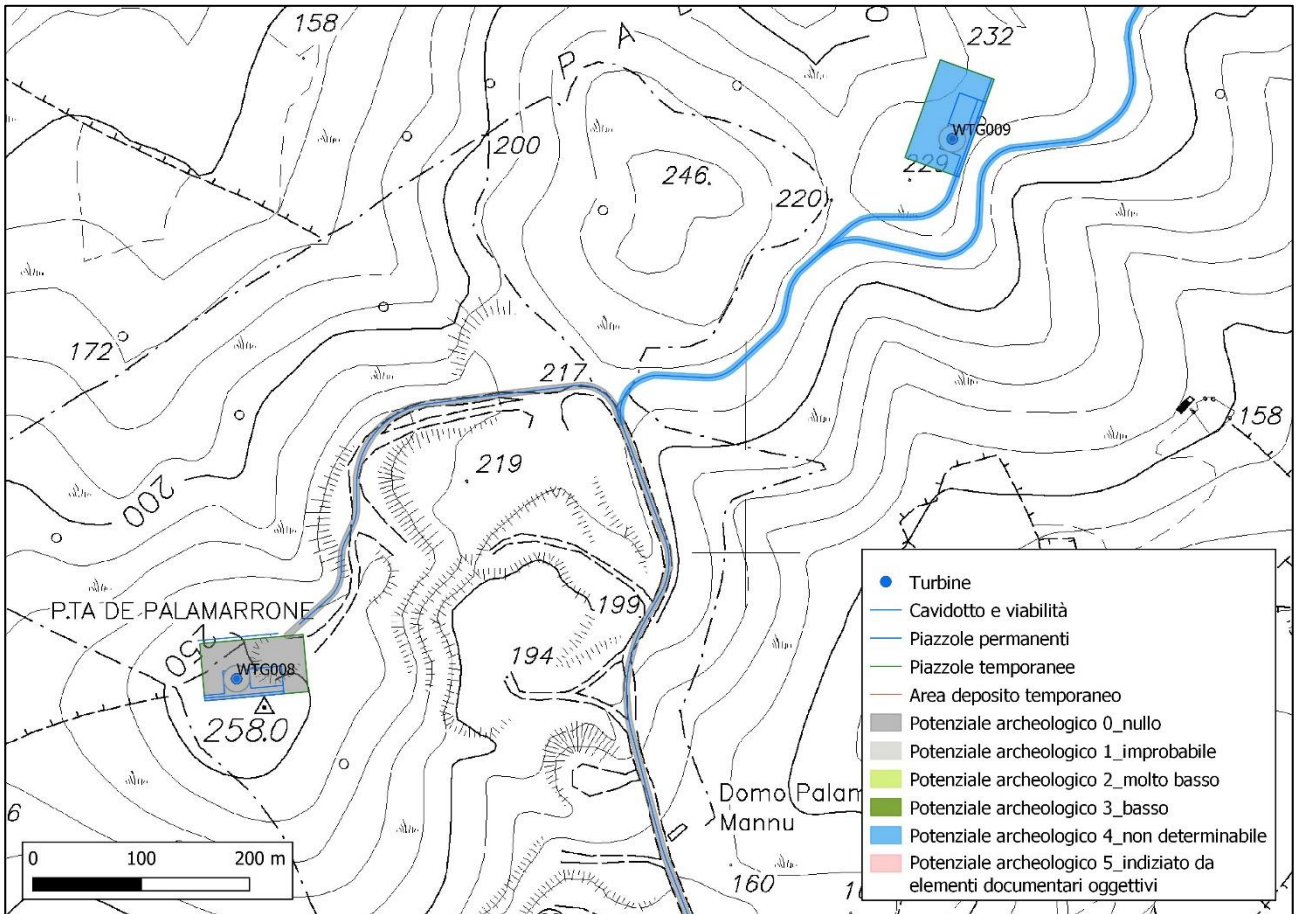 158
P A
O
232
WTG009
229
200
246.
220
172
217
158
219
200
P.TA DE PALAMARRONE
199
250
WTG008
194
258.0
Domo Palam
Mannu
6
160
0 100 200 m
Turbine
Cavidotto e viabilità
Piazzole permanenti
Piazzole temporanee
Area deposito temporaneo
Potenziale archeologico 0_nullo
Potenziale archeologico 1_improbabile
Potenziale archeologico 2_molto basso
Potenziale archeologico 3_basso
Potenziale archeologico 4_non determinabile
Potenziale archeologico 5_indiziato da
elementi documentari oggettivi